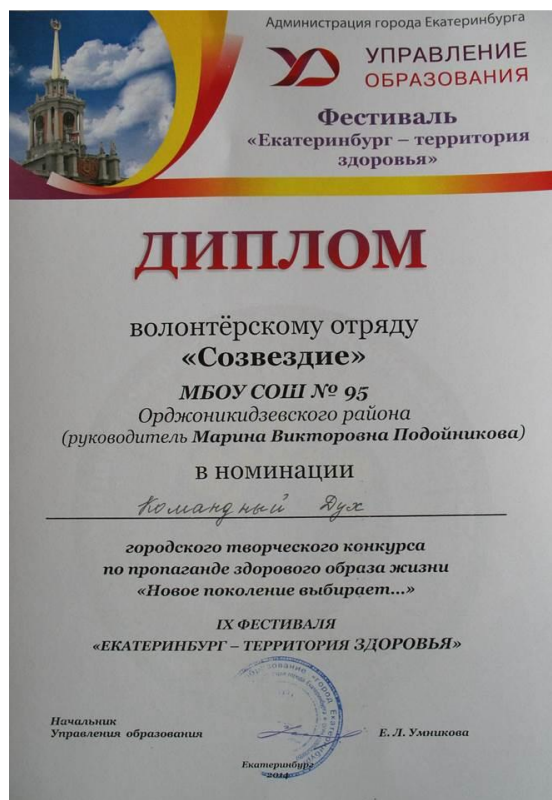 Администрация города Екатеринбурга
УПРАВЛЕНИЕ
ОБРАЗОВАНИЯ
Фестиваль
«Екатеринбург – территория
здоровья»
ДИПЛОМ
волонтёрскому отряду
«Созвездие»
МБОУ СОШ № 95
Орджоникидзевского района
(руководитель Марина Викторовна Подойникова)
в номинации
Командный Дух
городского творческого конкурса
по пропаганде здорового образа жизни
«Новое поколение выбирает...»
IX ФЕСТИВАЛЯ
«ЕКАТЕРИНБУРГ – ТЕРРИТОРИЯ ЗДОРОВЬЯ»
Начальник
Управления образования
Е. Л. Умникова
Екатеринбург
2014